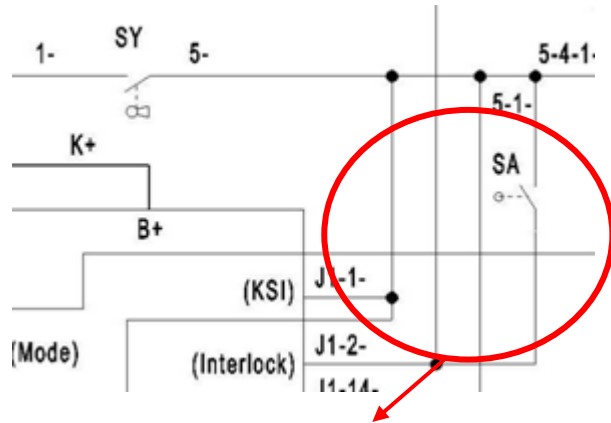 SY
1-
5-
5-4-1-
5-1-
K+
SA
B+
(KSI)
J1-1-
(Mode)
(Interlock)
J1-2-
J1-14-